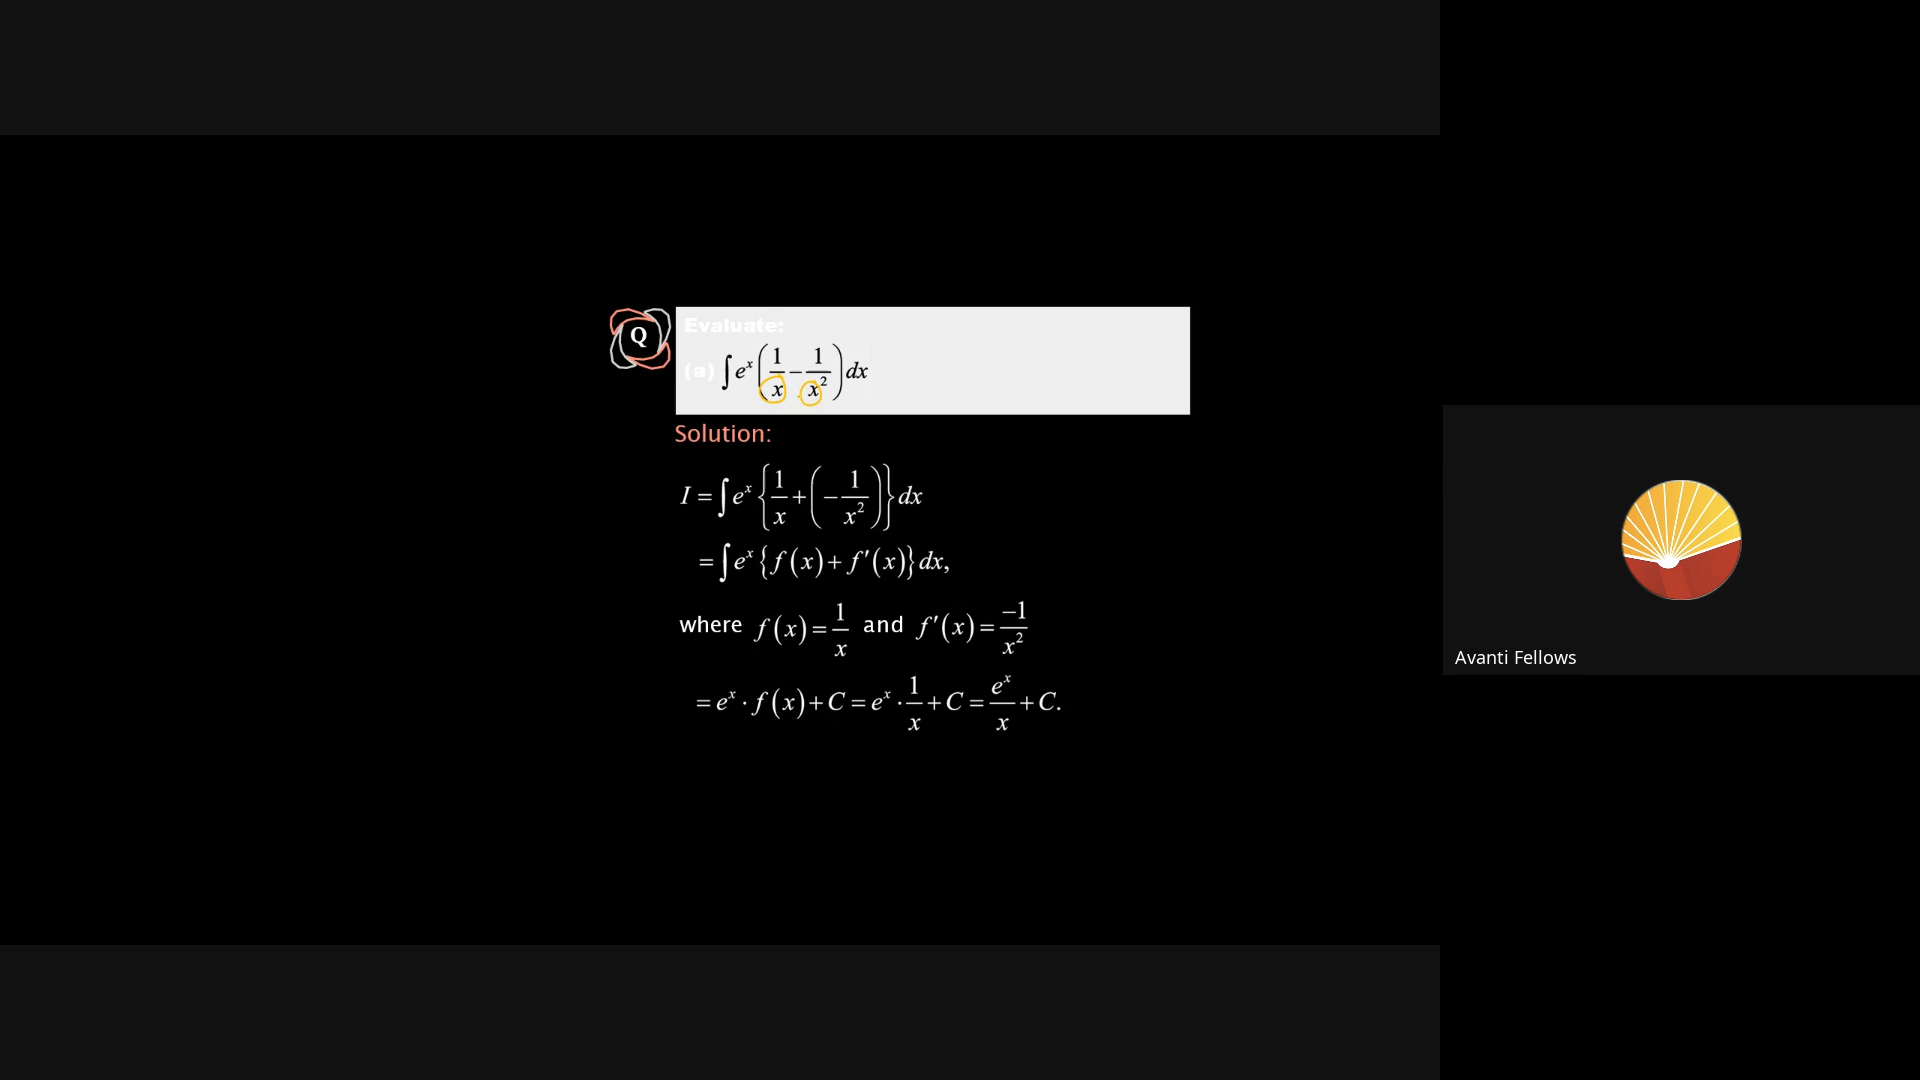 Q
Evaluate:
(a) ∫eˣ(1/x − 1/x²)dx
Solution:
I = ∫eˣ{1/x + (−1/x²)}dx
= ∫eˣ{f(x) + f′(x)}dx,
where f(x) = 1/x and f′(x) = −1/x²
= eˣ · f(x) + C = eˣ · 1/x + C = eˣ/x + C.
Avanti Fellows